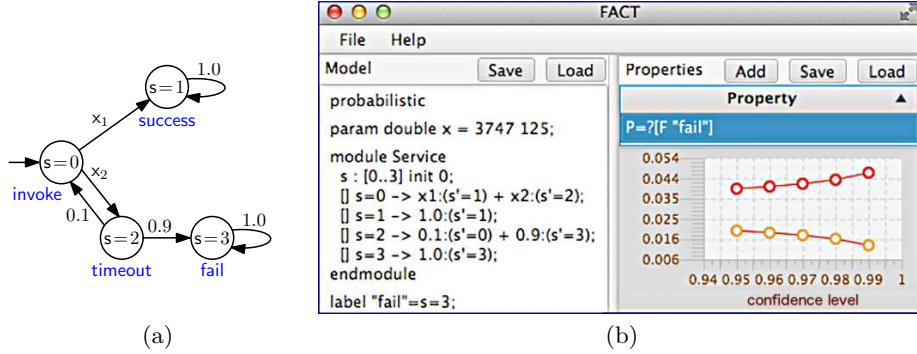 s=1
1.0
success
x1
s=0
invoke
x2
0.1
s=2
timeout
0.9
s=3
1.0
fail
(a)
FACT
File Help
Model Save Load
probabilistic
param double x = 3747 125;
module Service
s : [0..3] init 0;
[] s=0 -> x1:(s'=1) + x2:(s'=2);
[] s=1 -> 1.0:(s'=1);
[] s=2 -> 0.1:(s'=0) + 0.9:(s'=3);
[] s=3 -> 1.0:(s'=3);
endmodule
label "fail"=s=3;
Properties Add Save Load
Property
P=?[F "fail"]
0.054
0.044
0.035
0.025
0.016
0.006
0.94 0.95 0.96 0.97 0.98 0.99 1
confidence level
(b)